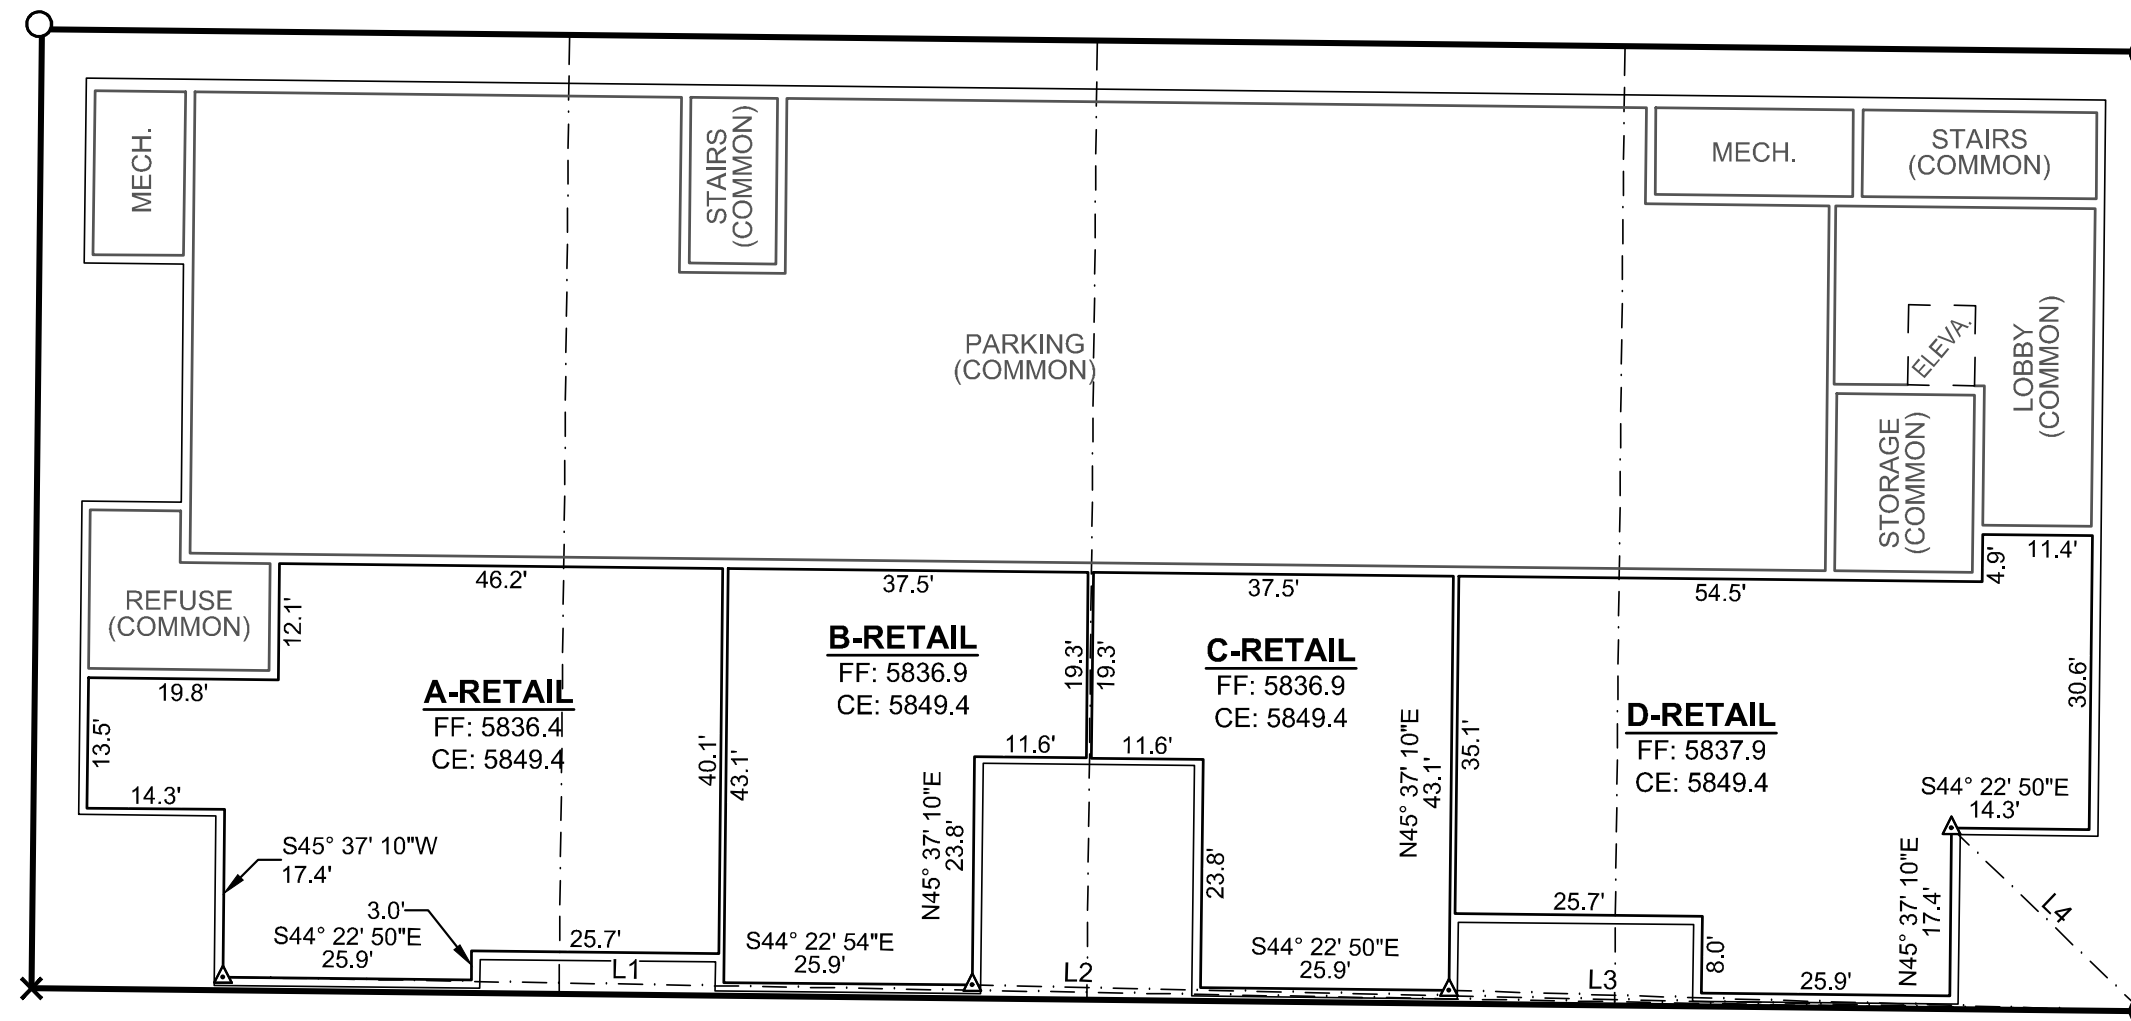 MECH.
STAIRS
(COMMON)
MECH.
STAIRS
(COMMON)
PARKING
(COMMON)
ELEVA.
LOBBY
(COMMON)
STORAGE
(COMMON)
REFUSE
(COMMON)
46.2'
12.1'
19.8'
13.5'
14.3'
A-RETAIL
FF: 5836.4
CE: 5849.4
40.1'
S45° 37' 10"W
17.4'
3.0'
S44° 22' 50"E
25.9'
25.7'
L1
37.5'
B-RETAIL
FF: 5836.9
CE: 5849.4
43.1'
19.3'
11.6'
N45° 37' 10"E
23.8'
S44° 22' 54"E
25.9'
L2
37.5'
19.3'
C-RETAIL
FF: 5836.9
CE: 5849.4
11.6'
23.8'
N45° 37' 10"E
43.1'
S44° 22' 50"E
25.9'
54.5'
4.9'
11.4'
35.1'
D-RETAIL
FF: 5837.9
CE: 5849.4
30.6'
S44° 22' 50"E
14.3'
25.7'
8.0'
L3
25.9'
N45° 37' 10"E
17.4'
L4